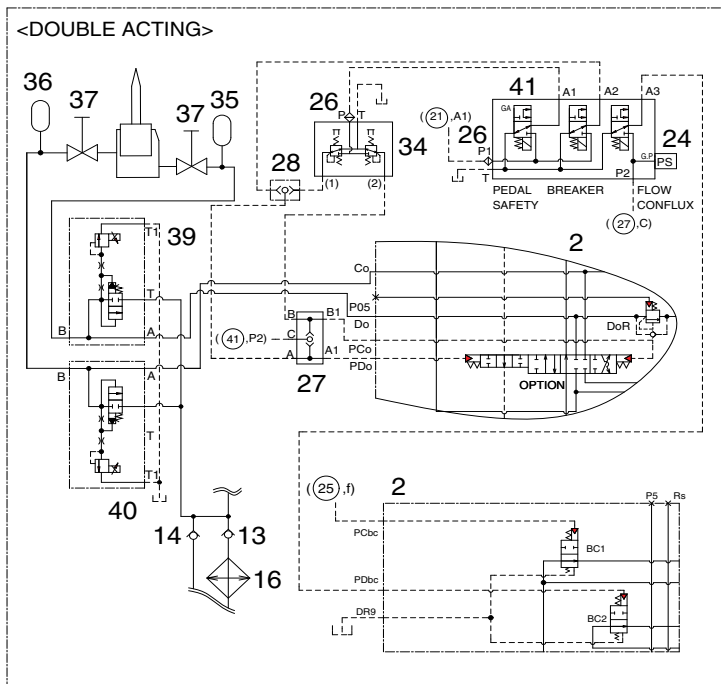 <DOUBLE ACTING>
36
37
37
35
26
P
T
34
28
(1)
(2)
41
A1
A2
A3
GA
(21,A1)
26
P1
T
24
G.P
PS
P2
PEDAL
SAFETY
BREAKER
FLOW
CONFLUX
(27,C)
39
T1
T
B
A
B
A
T
T1
40
(41,P2)
B
B1
C
A
A1
27
2
Co
P05
Do
PCo
PDo
DoR
OPTION
14
13
16
(25,f)
2
P5
Rs
PCbc
BC1
PDbc
DR9
BC2